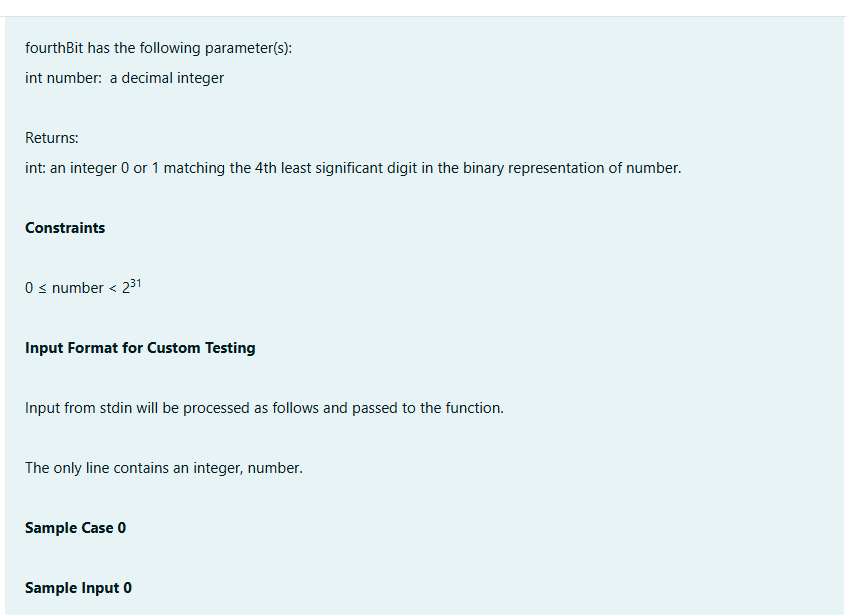 fourthBit has the following parameter(s):
int number:  a decimal integer
Returns:
int: an integer 0 or 1 matching the 4th least significant digit in the binary representation of number.
Constraints
0 ≤ number < 2³¹
Input Format for Custom Testing
Input from stdin will be processed as follows and passed to the function.
The only line contains an integer, number.
Sample Case 0
Sample Input 0